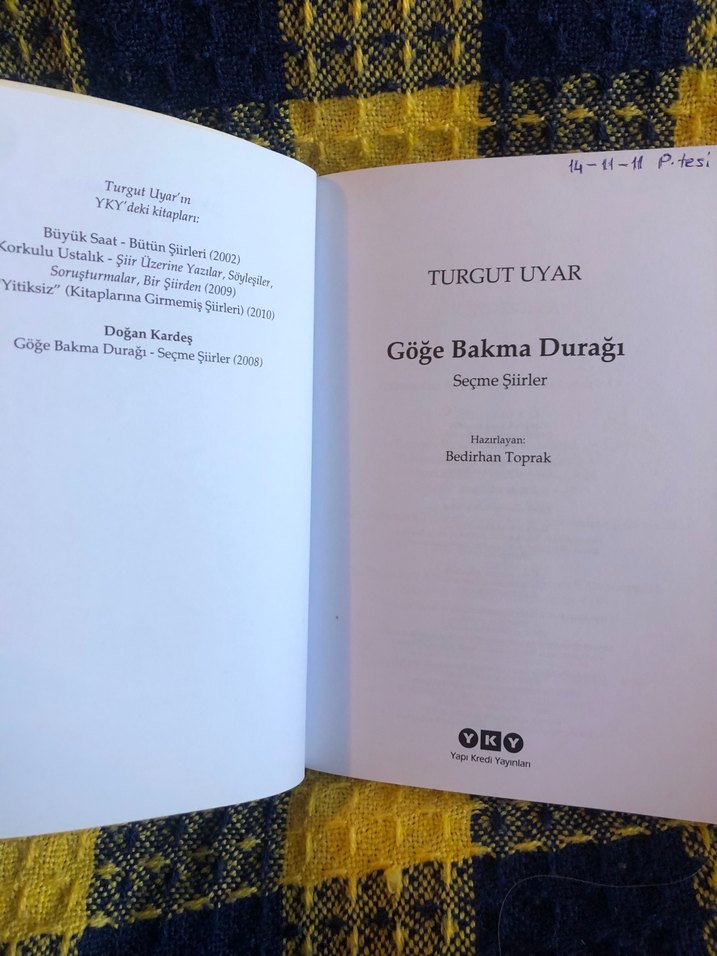 Turgut Uyar'ın
YKY'deki kitapları:
Büyük Saat - Bütün Şiirleri (2002)
Korkulu Ustalık - Şiir Üzerine Yazılar, Söyleşiler,
Soruşturmalar, Bir Şiirden (2009)
"Yitiksiz" (Kitaplarına Girmemiş Şiirleri) (2010)
Doğan Kardeş
Göğe Bakma Durağı - Seçme Şiirler (2008)
14-11-11 P.tesi
TURGUT UYAR
Göğe Bakma Durağı
Seçme Şiirler
Hazırlayan:
Bedirhan Toprak
YKY
Yapı Kredi Yayınları